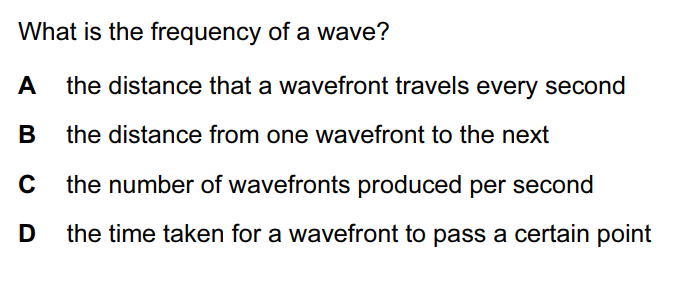 What is the frequency of a wave?
A the distance that a wavefront travels every second
B the distance from one wavefront to the next
C the number of wavefronts produced per second
D the time taken for a wavefront to pass a certain point